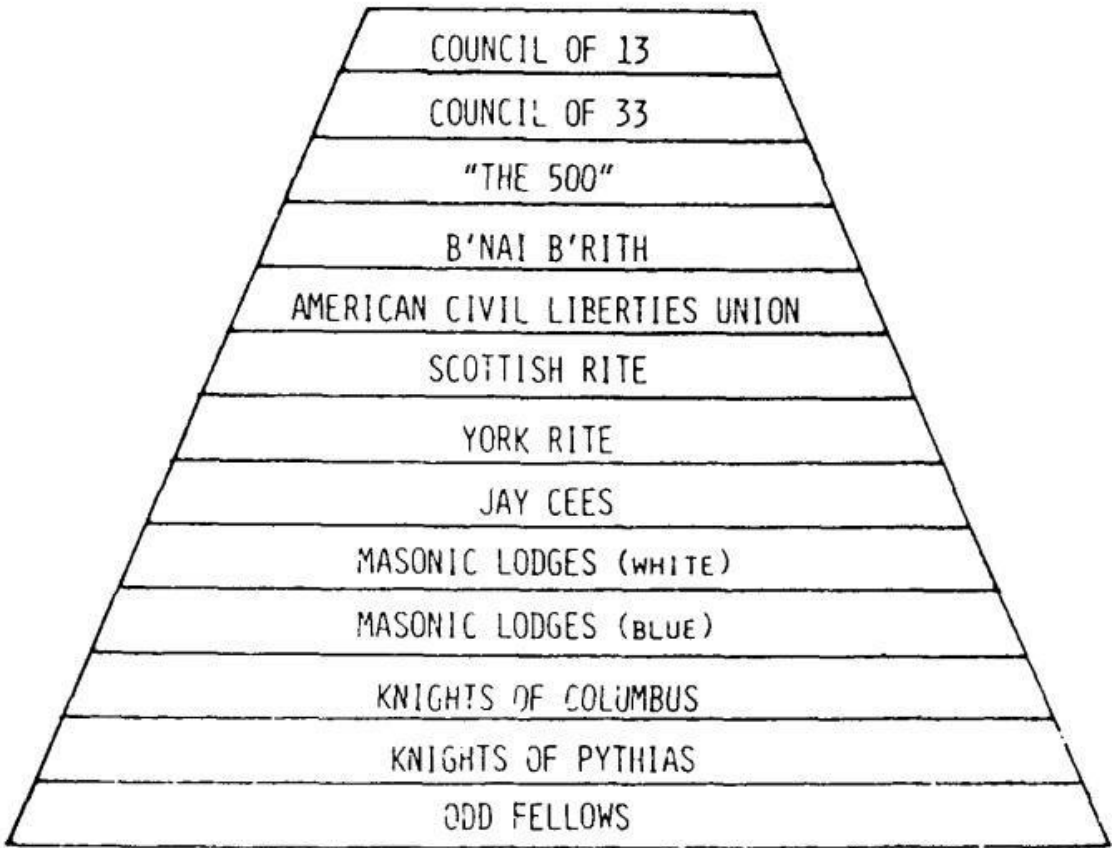 COUNCIL OF 13
COUNCIL OF 33
"THE 500"
B'NAI B'RITH
AMERICAN CIVIL LIBERTIES UNION
SCOTTISH RITE
YORK RITE
JAY CEES
MASONIC LODGES (WHITE)
MASONIC LODGES (BLUE)
KNIGHTS OF COLUMBUS
KNIGHTS OF PYTHIAS
ODD FELLOWS